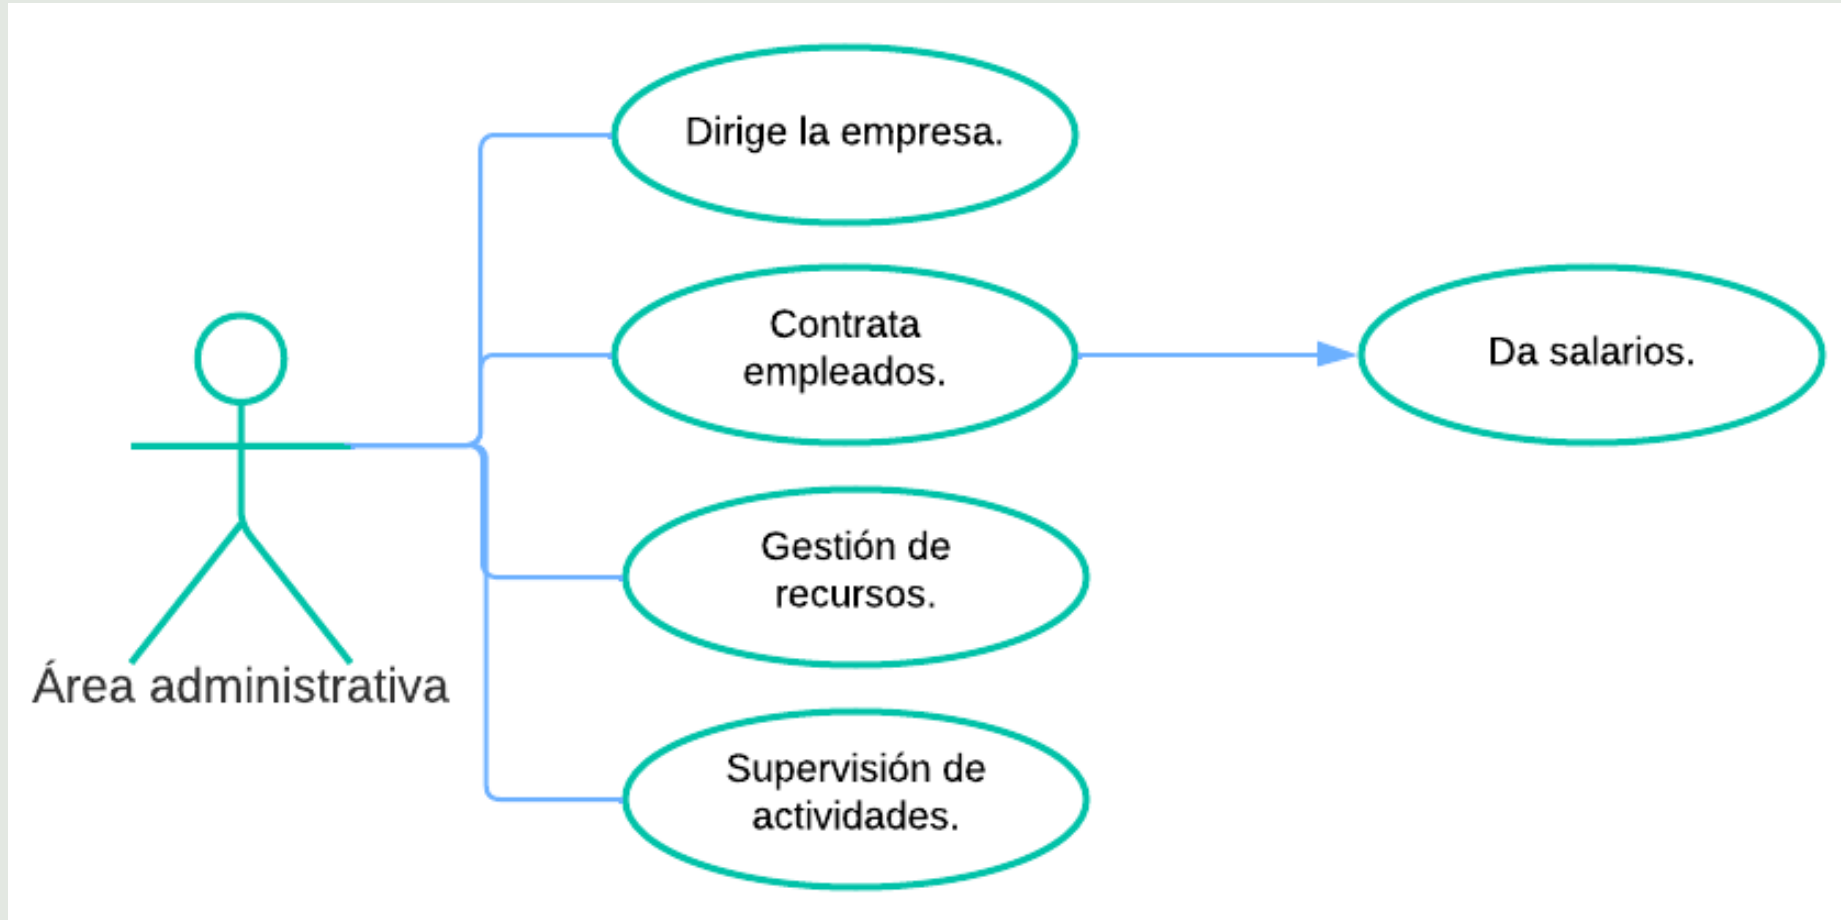 Dirige la empresa.
Contrata
empleados.
Da salarios.
Gestión de
recursos.
Área administrativa
Supervisión de
actividades.